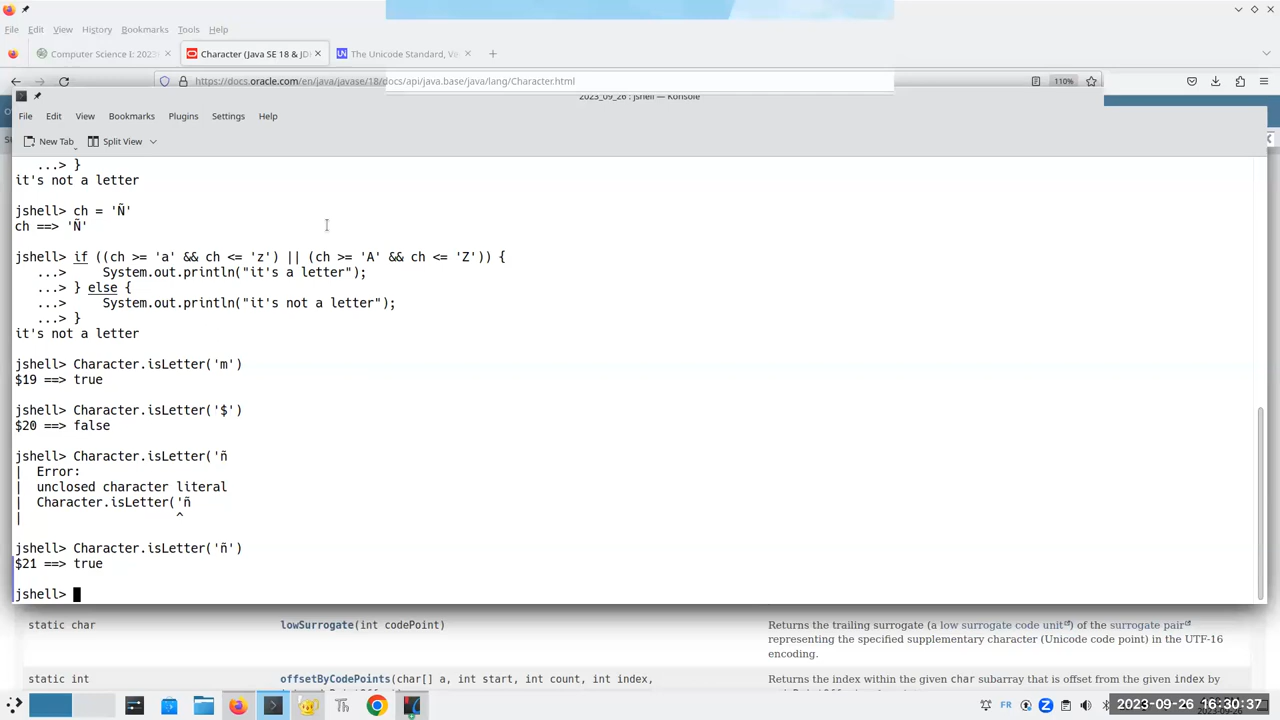 File Edit View History Bookmarks Tools Help
Computer Science I: 2023 × Character (Java SE 18 & JD × The Unicode Standard, Ve ×
https://docs.oracle.com/en/java/javase/18/docs/api/java.base/java/lang/Character.html 110%
2023_09_26 : jshell — Konsole
File Edit View Bookmarks Plugins Settings Help
New Tab Split View
...> }
it's not a letter
jshell> ch = 'Ñ'
ch ==> 'Ñ'
jshell> if ((ch >= 'a' && ch <= 'z') || (ch >= 'A' && ch <= 'Z')) {
...>     System.out.println("it's a letter");
...> } else {
...>     System.out.println("it's not a letter");
...> }
it's not a letter
jshell> Character.isLetter('m')
$19 ==> true
jshell> Character.isLetter('$')
$20 ==> false
jshell> Character.isLetter('ñ
|  Error:
|  unclosed character literal
|  Character.isLetter('ñ
|                     ^
jshell> Character.isLetter('ñ')
$21 ==> true
jshell>
static char lowSurrogate(int codePoint) Returns the trailing surrogate (a low surrogate code unit) of the surrogate pair
representing the specified supplementary character (Unicode code point) in the UTF-16
encoding.
static int offsetByCodePoints(char[] a, int start, int count, int index, Returns the index within the given char subarray that is offset from the given index by
FR 2023-09-26 16:30:37